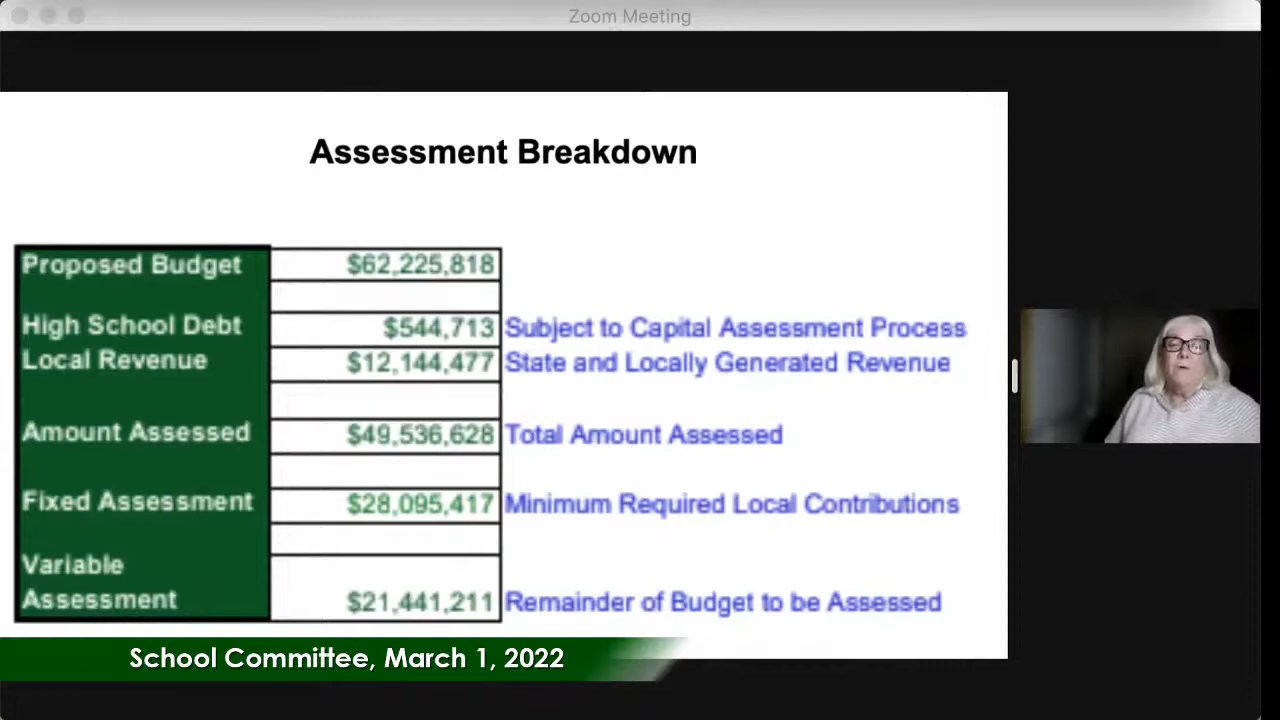 Zoom Meeting
Assessment Breakdown
Proposed Budget $62,225,818
High School Debt $544,713 Subject to Capital Assessment Process
Local Revenue $12,144,477 State and Locally Generated Revenue
Amount Assessed $49,536,628 Total Amount Assessed
Fixed Assessment $28,095,417 Minimum Required Local Contributions
Variable
Assessment $21,441,211 Remainder of Budget to be Assessed
School Committee, March 1, 2022